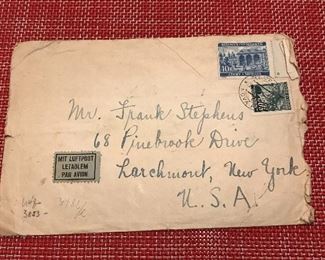 Mr. Frank Stephens
68 Pinebrook Drive
Larchmont, New York
U.S.A.
MIT LUFTPOST
LETADLEM
PAR AVION